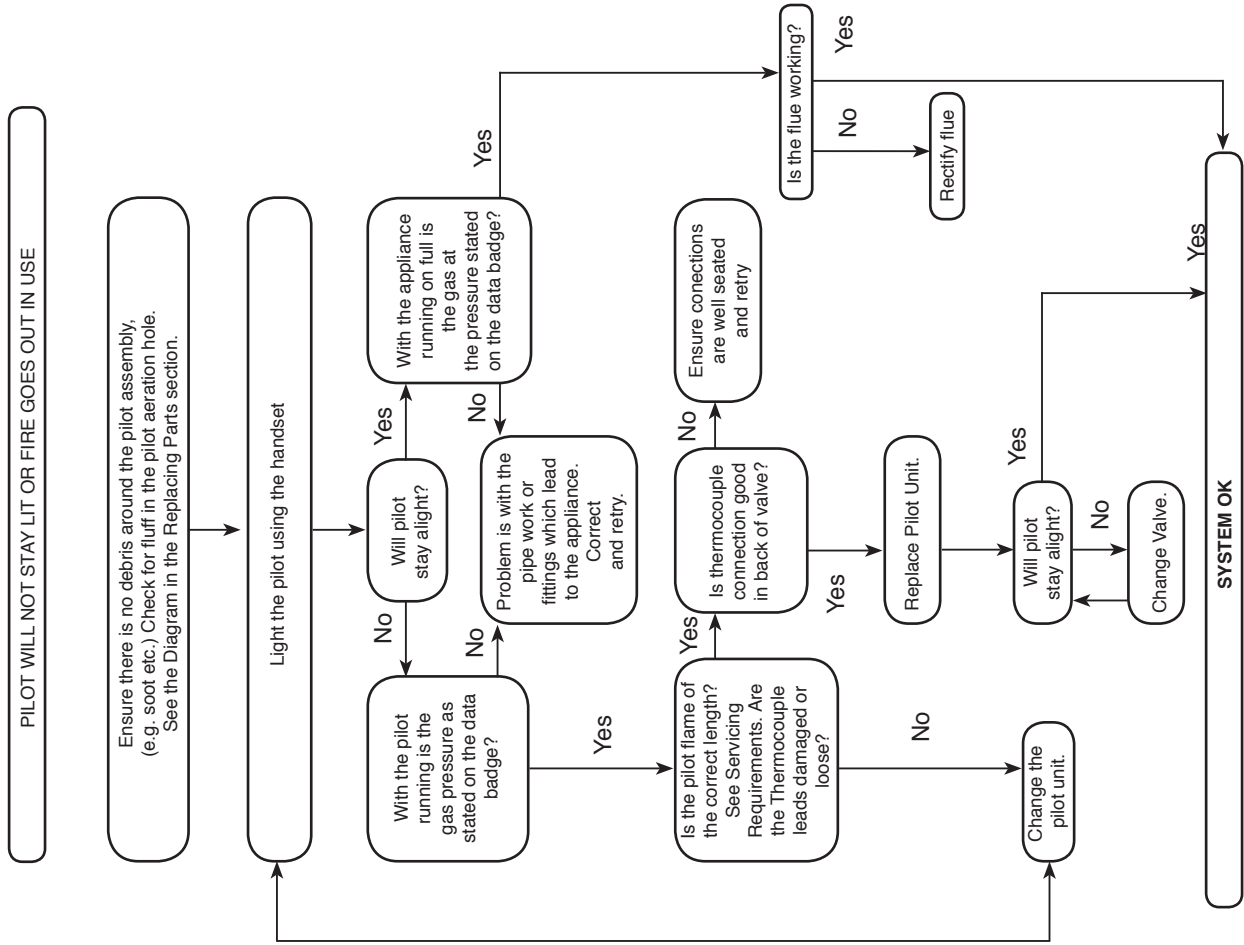 PILOT WILL NOT STAY LIT OR FIRE GOES OUT IN USE
Ensure there is no debris around the pilot assembly,
(e.g. soot etc.) Check for fluff in the pilot aeration hole.
See the Diagram in the Replacing Parts section.
Light the pilot using the handset
Will pilot
stay alight?
No
Yes
With the pilot
running is the
gas pressure as
stated on the data
badge?
With the appliance
running on full is
the gas at
the pressure stated
on the data badge?
No
No
Yes
Problem is with the
pipe work or
fittings which lead
to the appliance.
Correct
and retry.
Yes
Is the pilot flame of
the correct length?
See Servicing
Requirements. Are
the Thermocouple
leads damaged or
loose?
Yes
Is thermocouple
connection good
in back of valve?
No
Ensure conections
are well seated
and retry
Is the flue working?
Yes
No
Rectify flue
Yes
Replace Pilot Unit.
No
Change the
pilot unit.
Will pilot
stay alight?
Yes
No
Change Valve.
Yes
SYSTEM OK